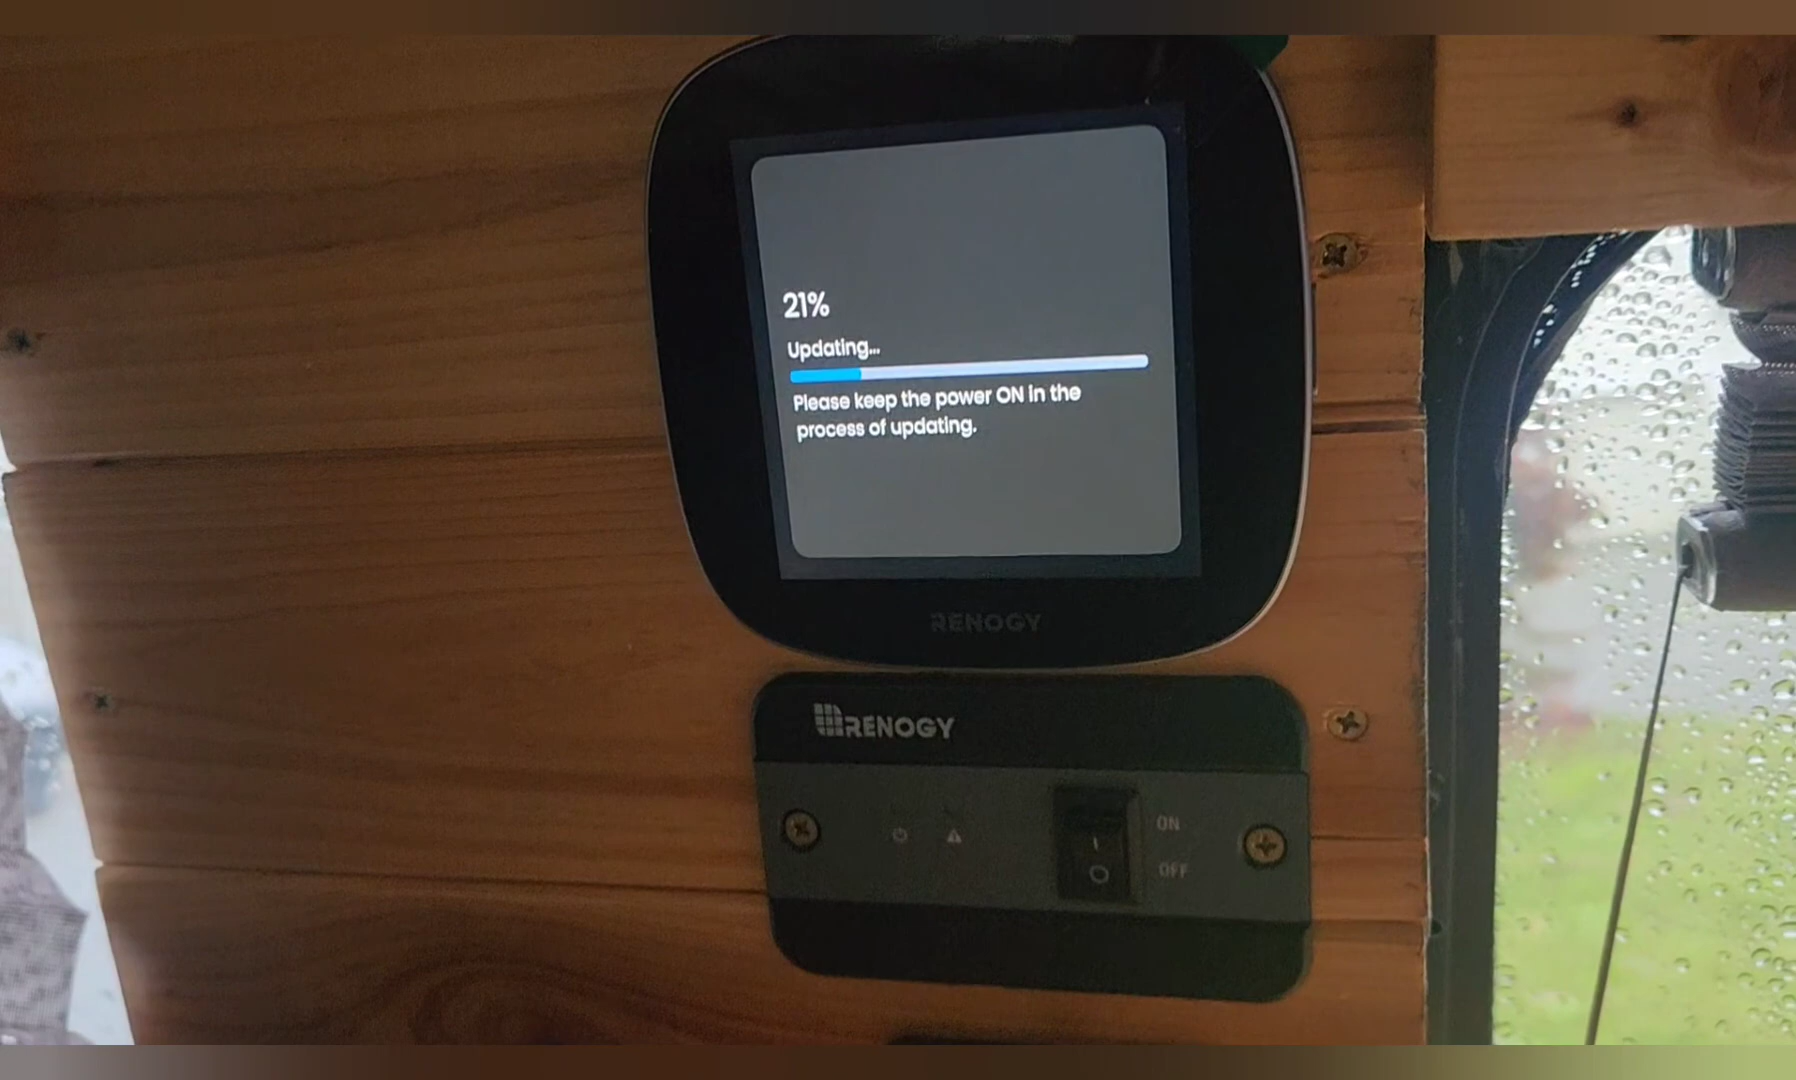 21%
Updating...
Please keep the power ON in the
process of updating.
RENOGY
RENOGY
ON
OFF